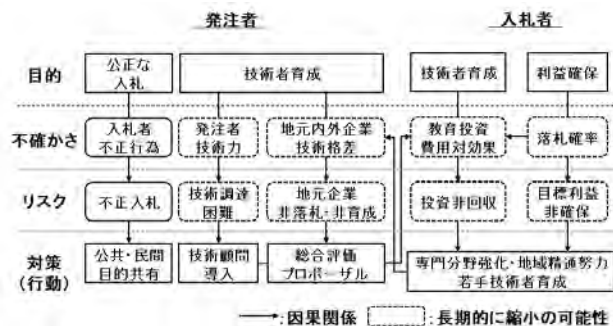 発注者
入札者
目的
公正な
入札
技術者育成
技術者育成
利益確保
不確かさ
入札者
不正行為
発注者
技術力
地元内外企業
技術格差
教育投資
費用対効果
落札確率
リスク
不正入札
技術調達
困難
地元企業
非落札・非育成
投資非回収
目標利益
非確保
対策
(行動)
公共・民間
目的共有
技術顧問
導入
総合評価
プロポーザル
専門分野強化・地域精通努力
若手技術者育成
:因果関係
:長期的に縮小の可能性